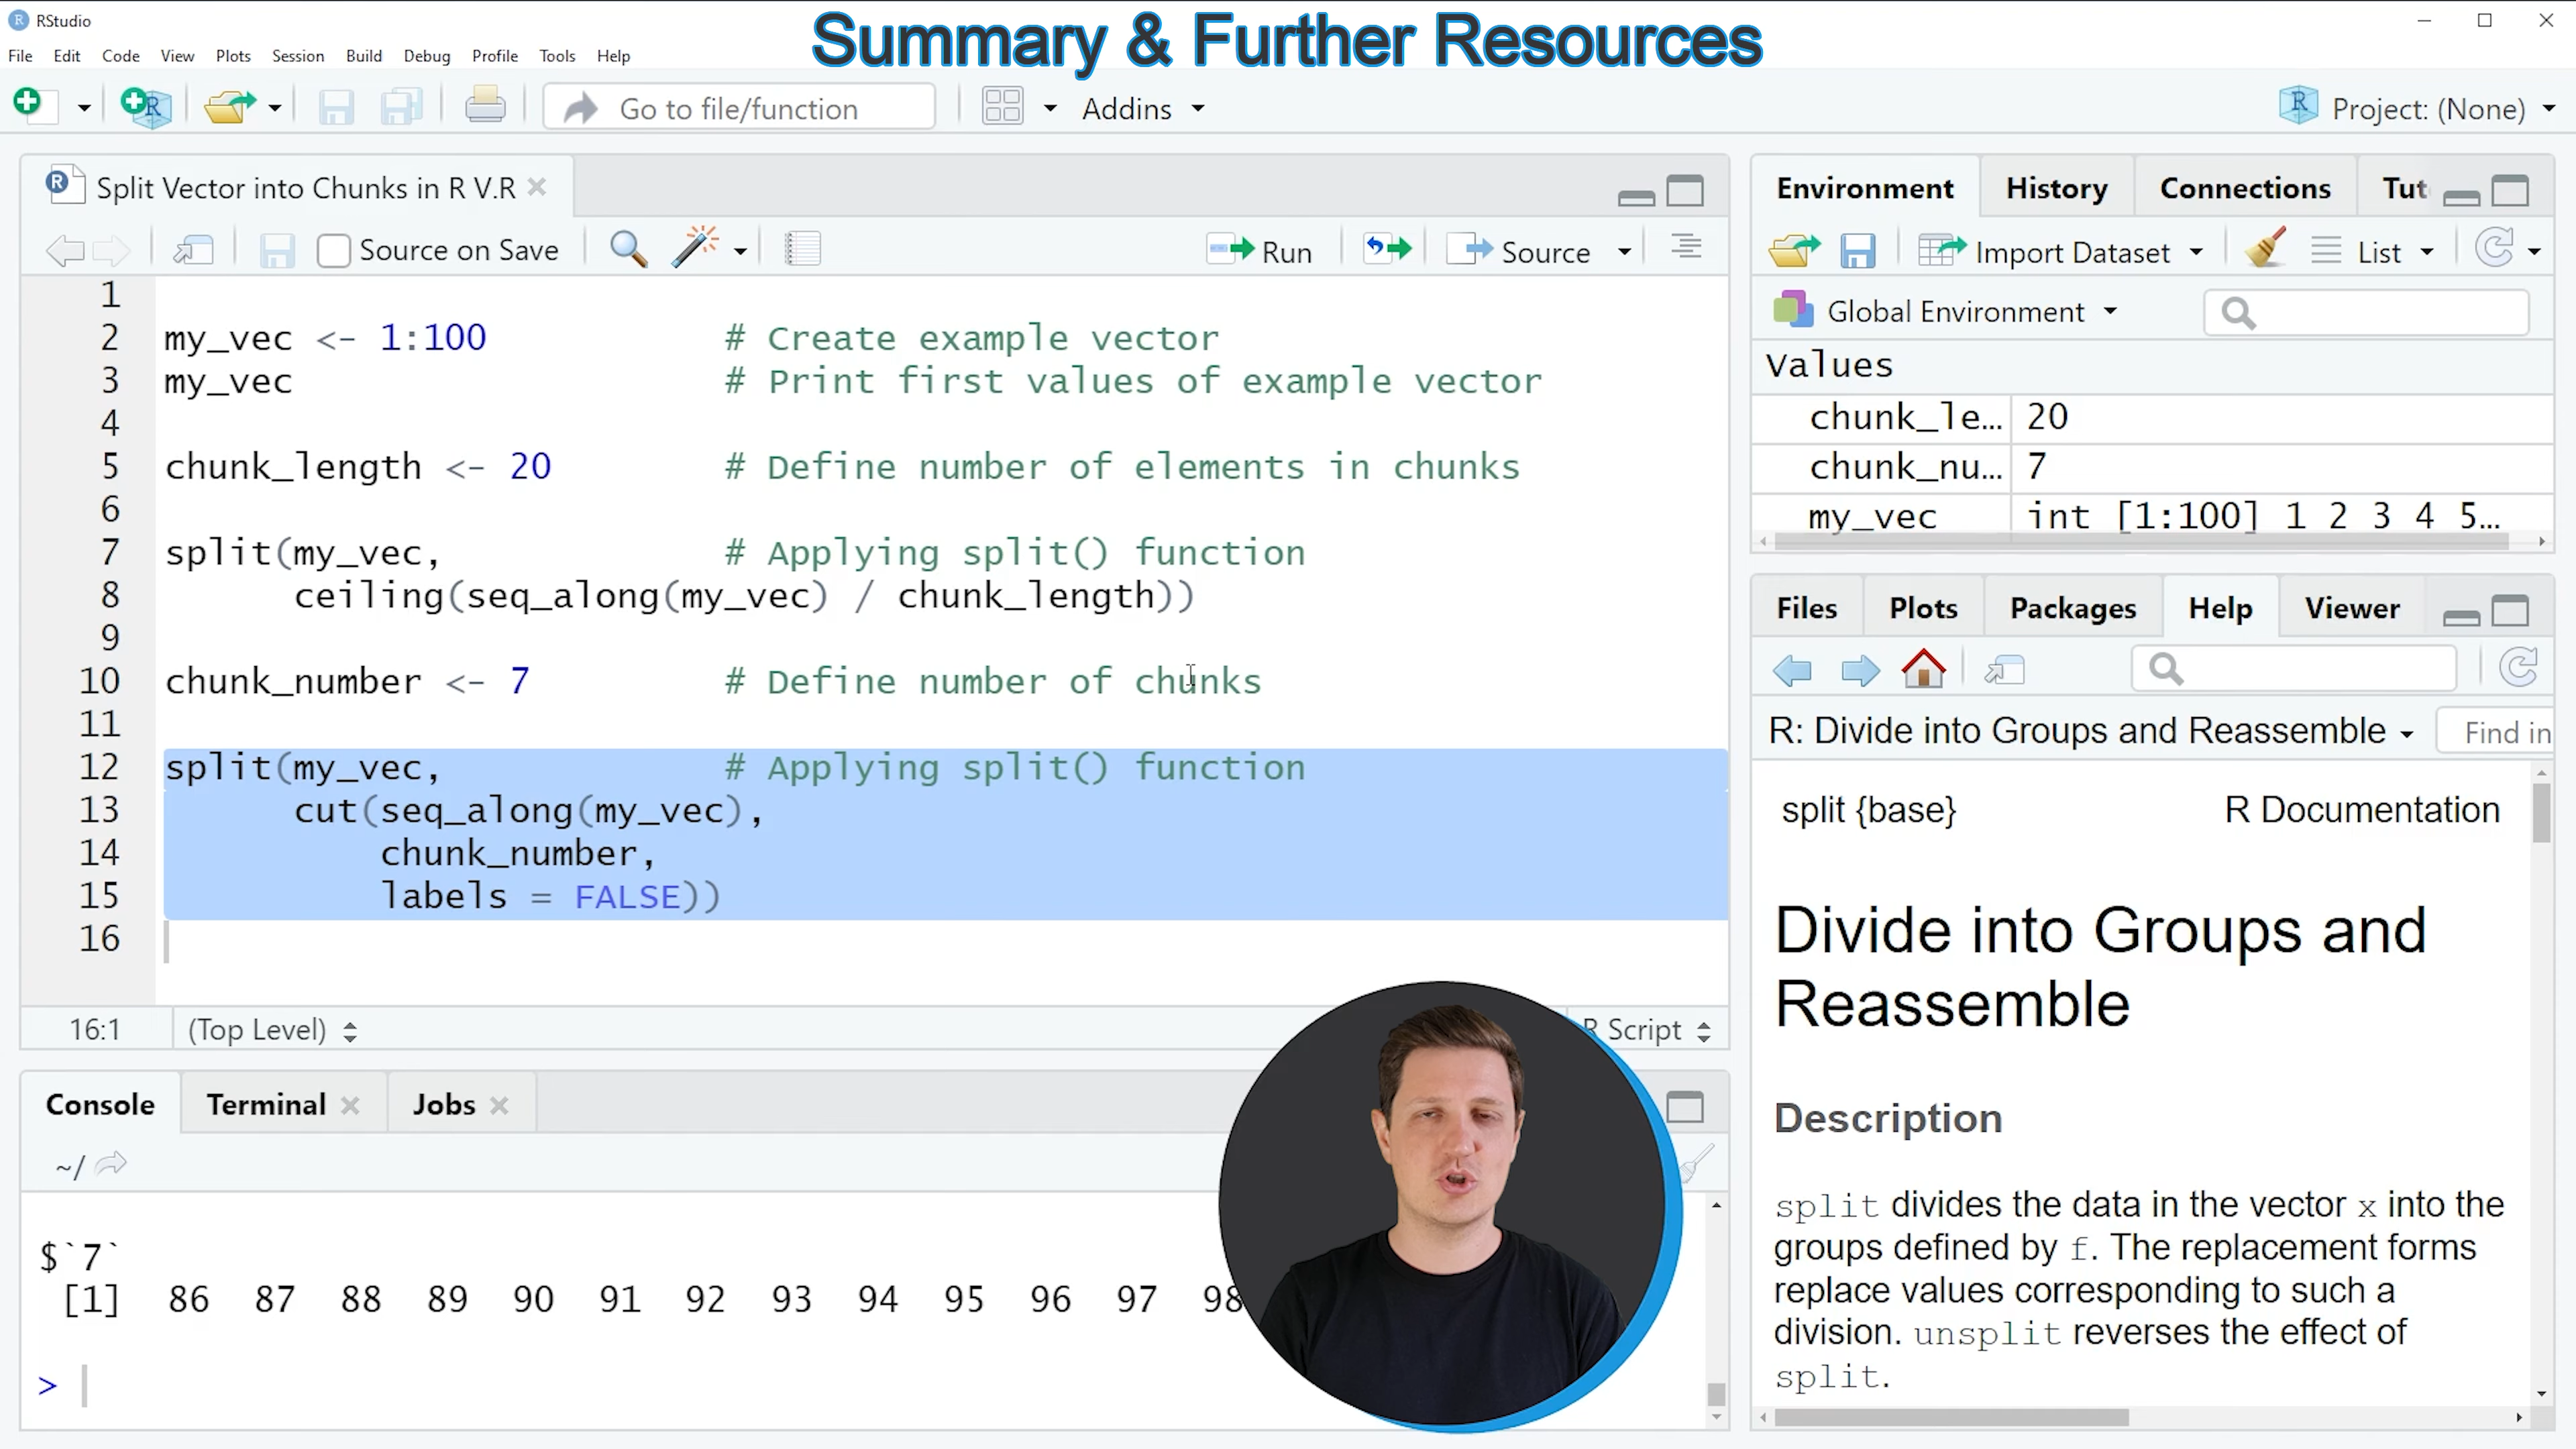 RStudio
Summary & Further Resources
File Edit Code View Plots Session Build Debug Profile Tools Help
Go to file/function
Addins
Project: (None)
Split Vector into Chunks in R V.R
Source on Save
Run
Source
1
2 my_vec <- 1:100 # Create example vector
3 my_vec # Print first values of example vector
4
5 chunk_length <- 20 # Define number of elements in chunks
6
7 split(my_vec, # Applying split() function
8 ceiling(seq_along(my_vec) / chunk_length))
9
10 chunk_number <- 7 # Define number of chunks
11
12 split(my_vec, # Applying split() function
13 cut(seq_along(my_vec),
14 chunk_number,
15 labels = FALSE))
16
16:1 (Top Level) R Script
Console Terminal Jobs
~/
$`7`
[1] 86 87 88 89 90 91 92 93 94 95 96 97 98
>
Environment History Connections Tut
Import Dataset List
Global Environment
Values
chunk_le… 20
chunk_nu… 7
my_vec int [1:100] 1 2 3 4 5…
Files Plots Packages Help Viewer
R: Divide into Groups and Reassemble Find in
split {base} R Documentation
Divide into Groups and
Reassemble
Description
split divides the data in the vector x into the
groups defined by f. The replacement forms
replace values corresponding to such a
division. unsplit reverses the effect of
split.